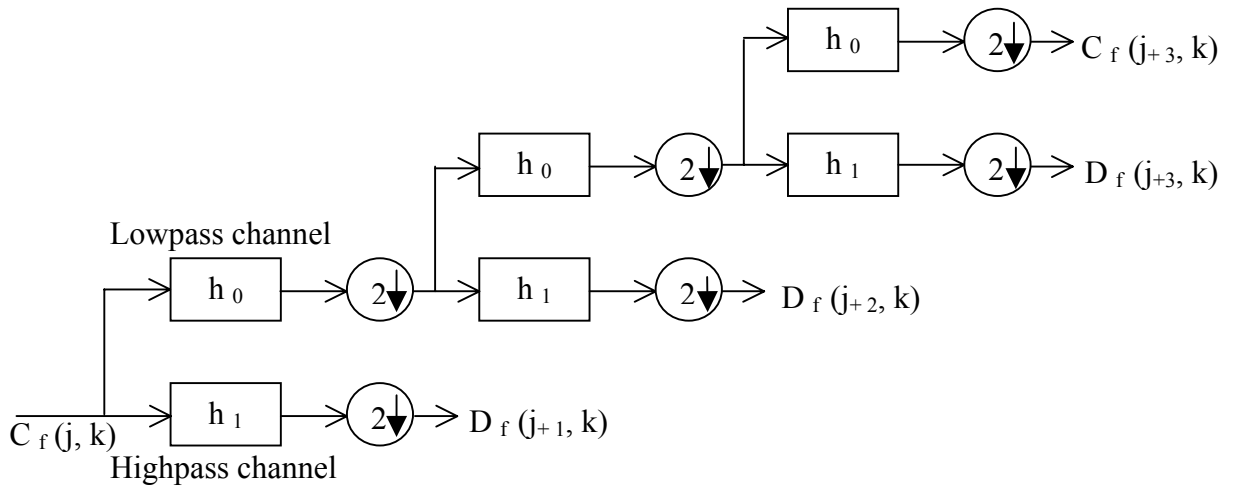 h 0
2
C f (j+ 3, k)
h 0
2
h 1
2
D f (j+3, k)
Lowpass channel
h 0
2
h 1
2
D f (j+ 2, k)
C f (j, k)
h 1
2
D f (j+ 1, k)
Highpass channel